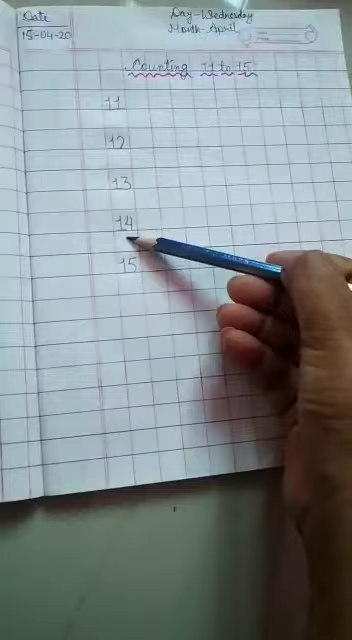 Date
15-04-20
Day-Wednesday
Month-April
Counting 11 to 15
11
12
13
14
15